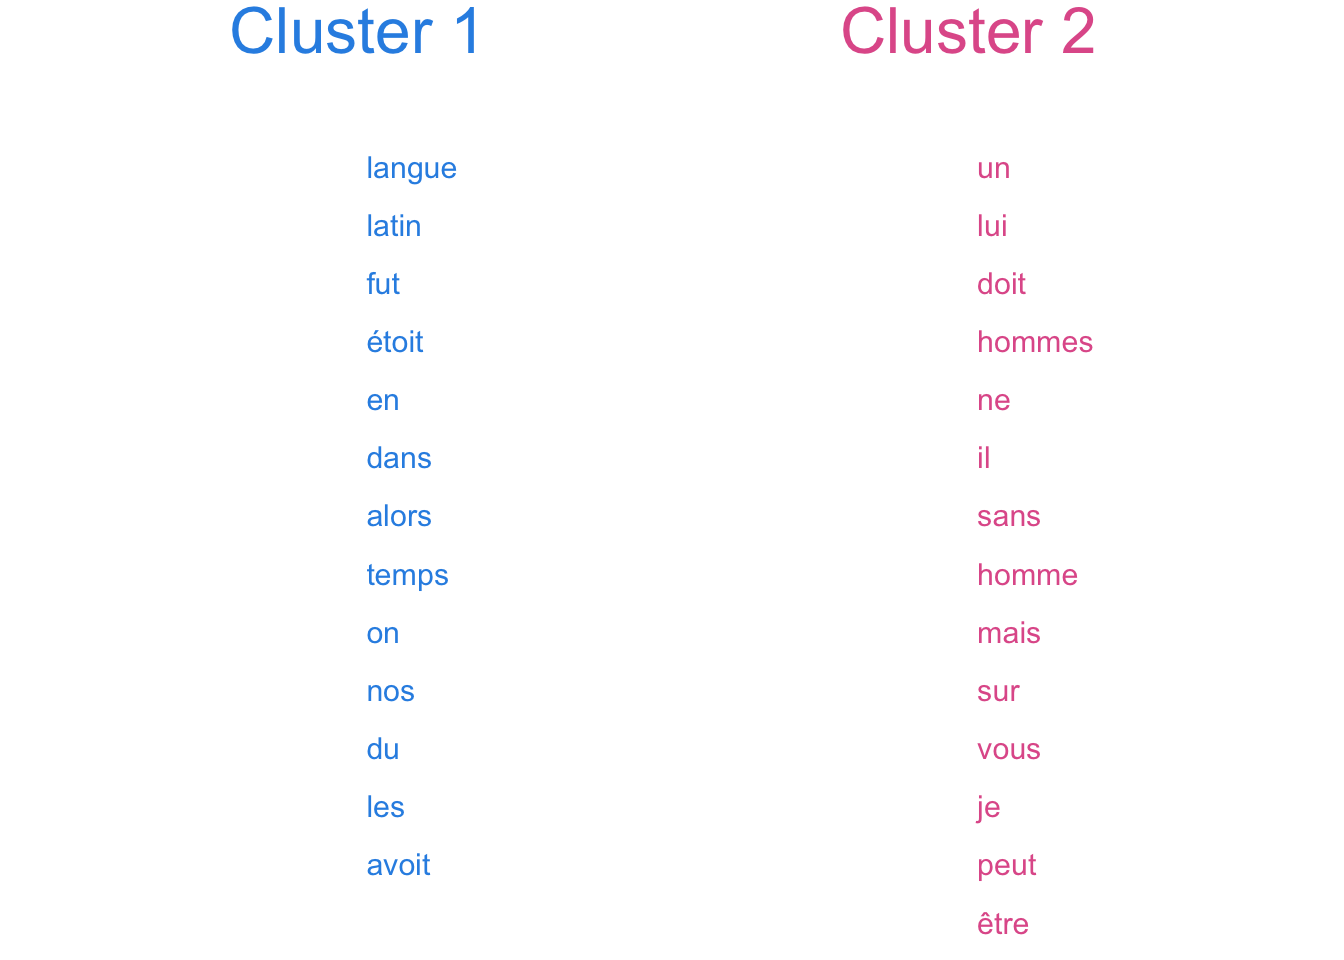 Cluster 1
langue
latin
fut
étoit
en
dans
alors
temps
on
nos
du
les
avoit
Cluster 2
un
lui
doit
hommes
ne
il
sans
homme
mais
sur
vous
je
peut
être